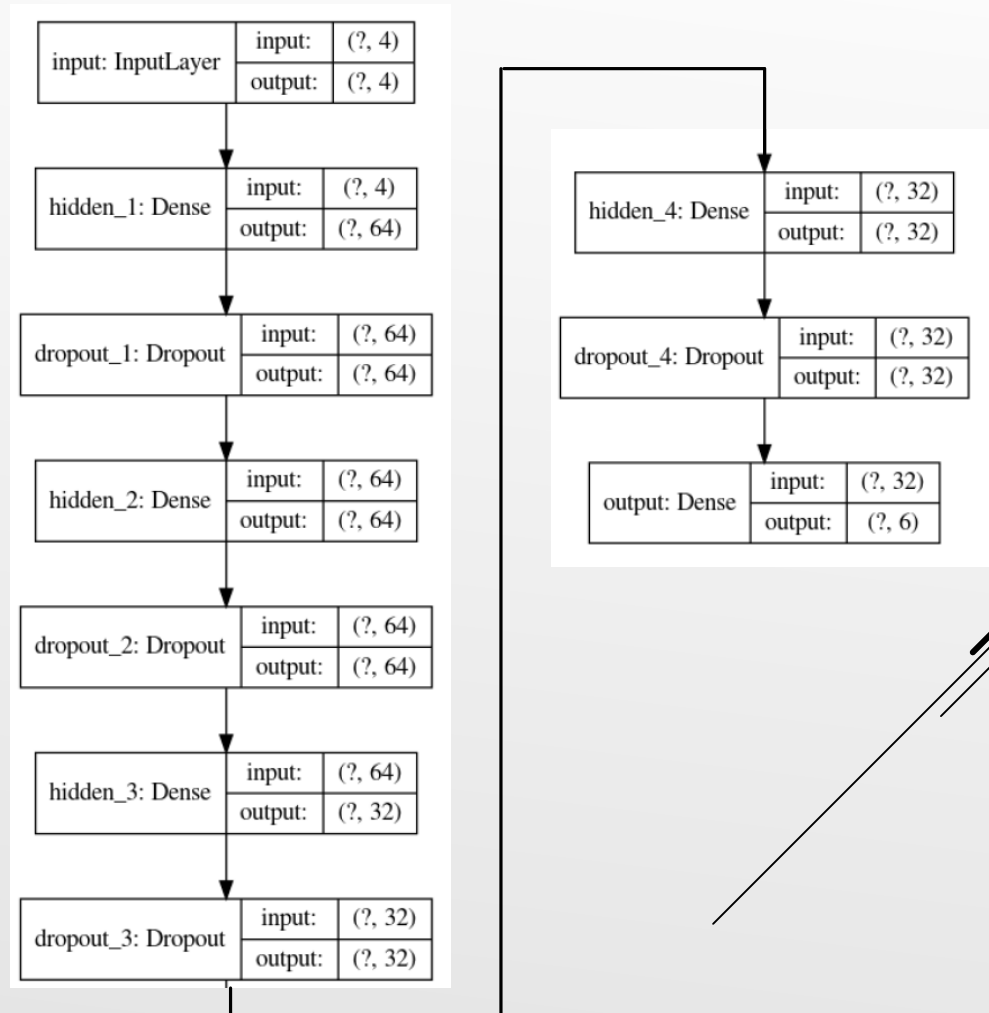 input: InputLayer
input: (?, 4)
output: (?, 4)
hidden_1: Dense
input: (?, 4)
output: (?, 64)
dropout_1: Dropout
input: (?, 64)
output: (?, 64)
hidden_2: Dense
input: (?, 64)
output: (?, 64)
dropout_2: Dropout
input: (?, 64)
output: (?, 64)
hidden_3: Dense
input: (?, 64)
output: (?, 32)
dropout_3: Dropout
input: (?, 32)
output: (?, 32)
hidden_4: Dense
input: (?, 32)
output: (?, 32)
dropout_4: Dropout
input: (?, 32)
output: (?, 32)
output: Dense
input: (?, 32)
output: (?, 6)